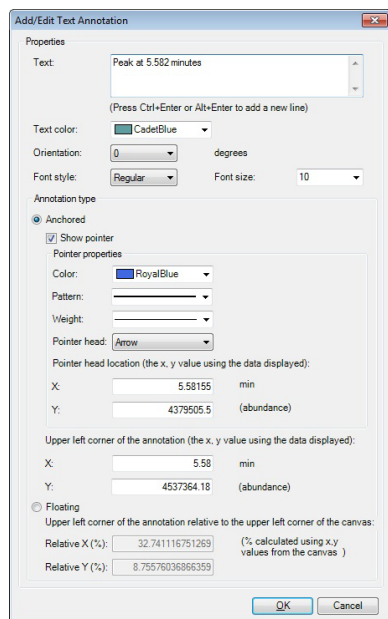 Add/Edit Text Annotation
Properties
Text: Peak at 5.582 minutes
(Press Ctrl+Enter or Alt+Enter to add a new line)
Text color: CadetBlue
Orientation: 0 degrees
Font style: Regular Font size: 10
Annotation type
Anchored
Show pointer
Pointer properties
Color: RoyalBlue
Pattern:
Weight:
Pointer head: Arrow
Pointer head location (the x, y value using the data displayed):
X: 5.58155 min
Y: 4379505.5 (abundance)
Upper left corner of the annotation (the x, y value using the data displayed):
X: 5.58 min
Y: 4537364.18 (abundance)
Floating
Upper left corner of the annotation relative to the upper left corner of the canvas:
Relative X (%): 32.741116751269 (% calculated using x,y
values from the canvas )
Relative Y (%): 8.75576036866359
OK Cancel